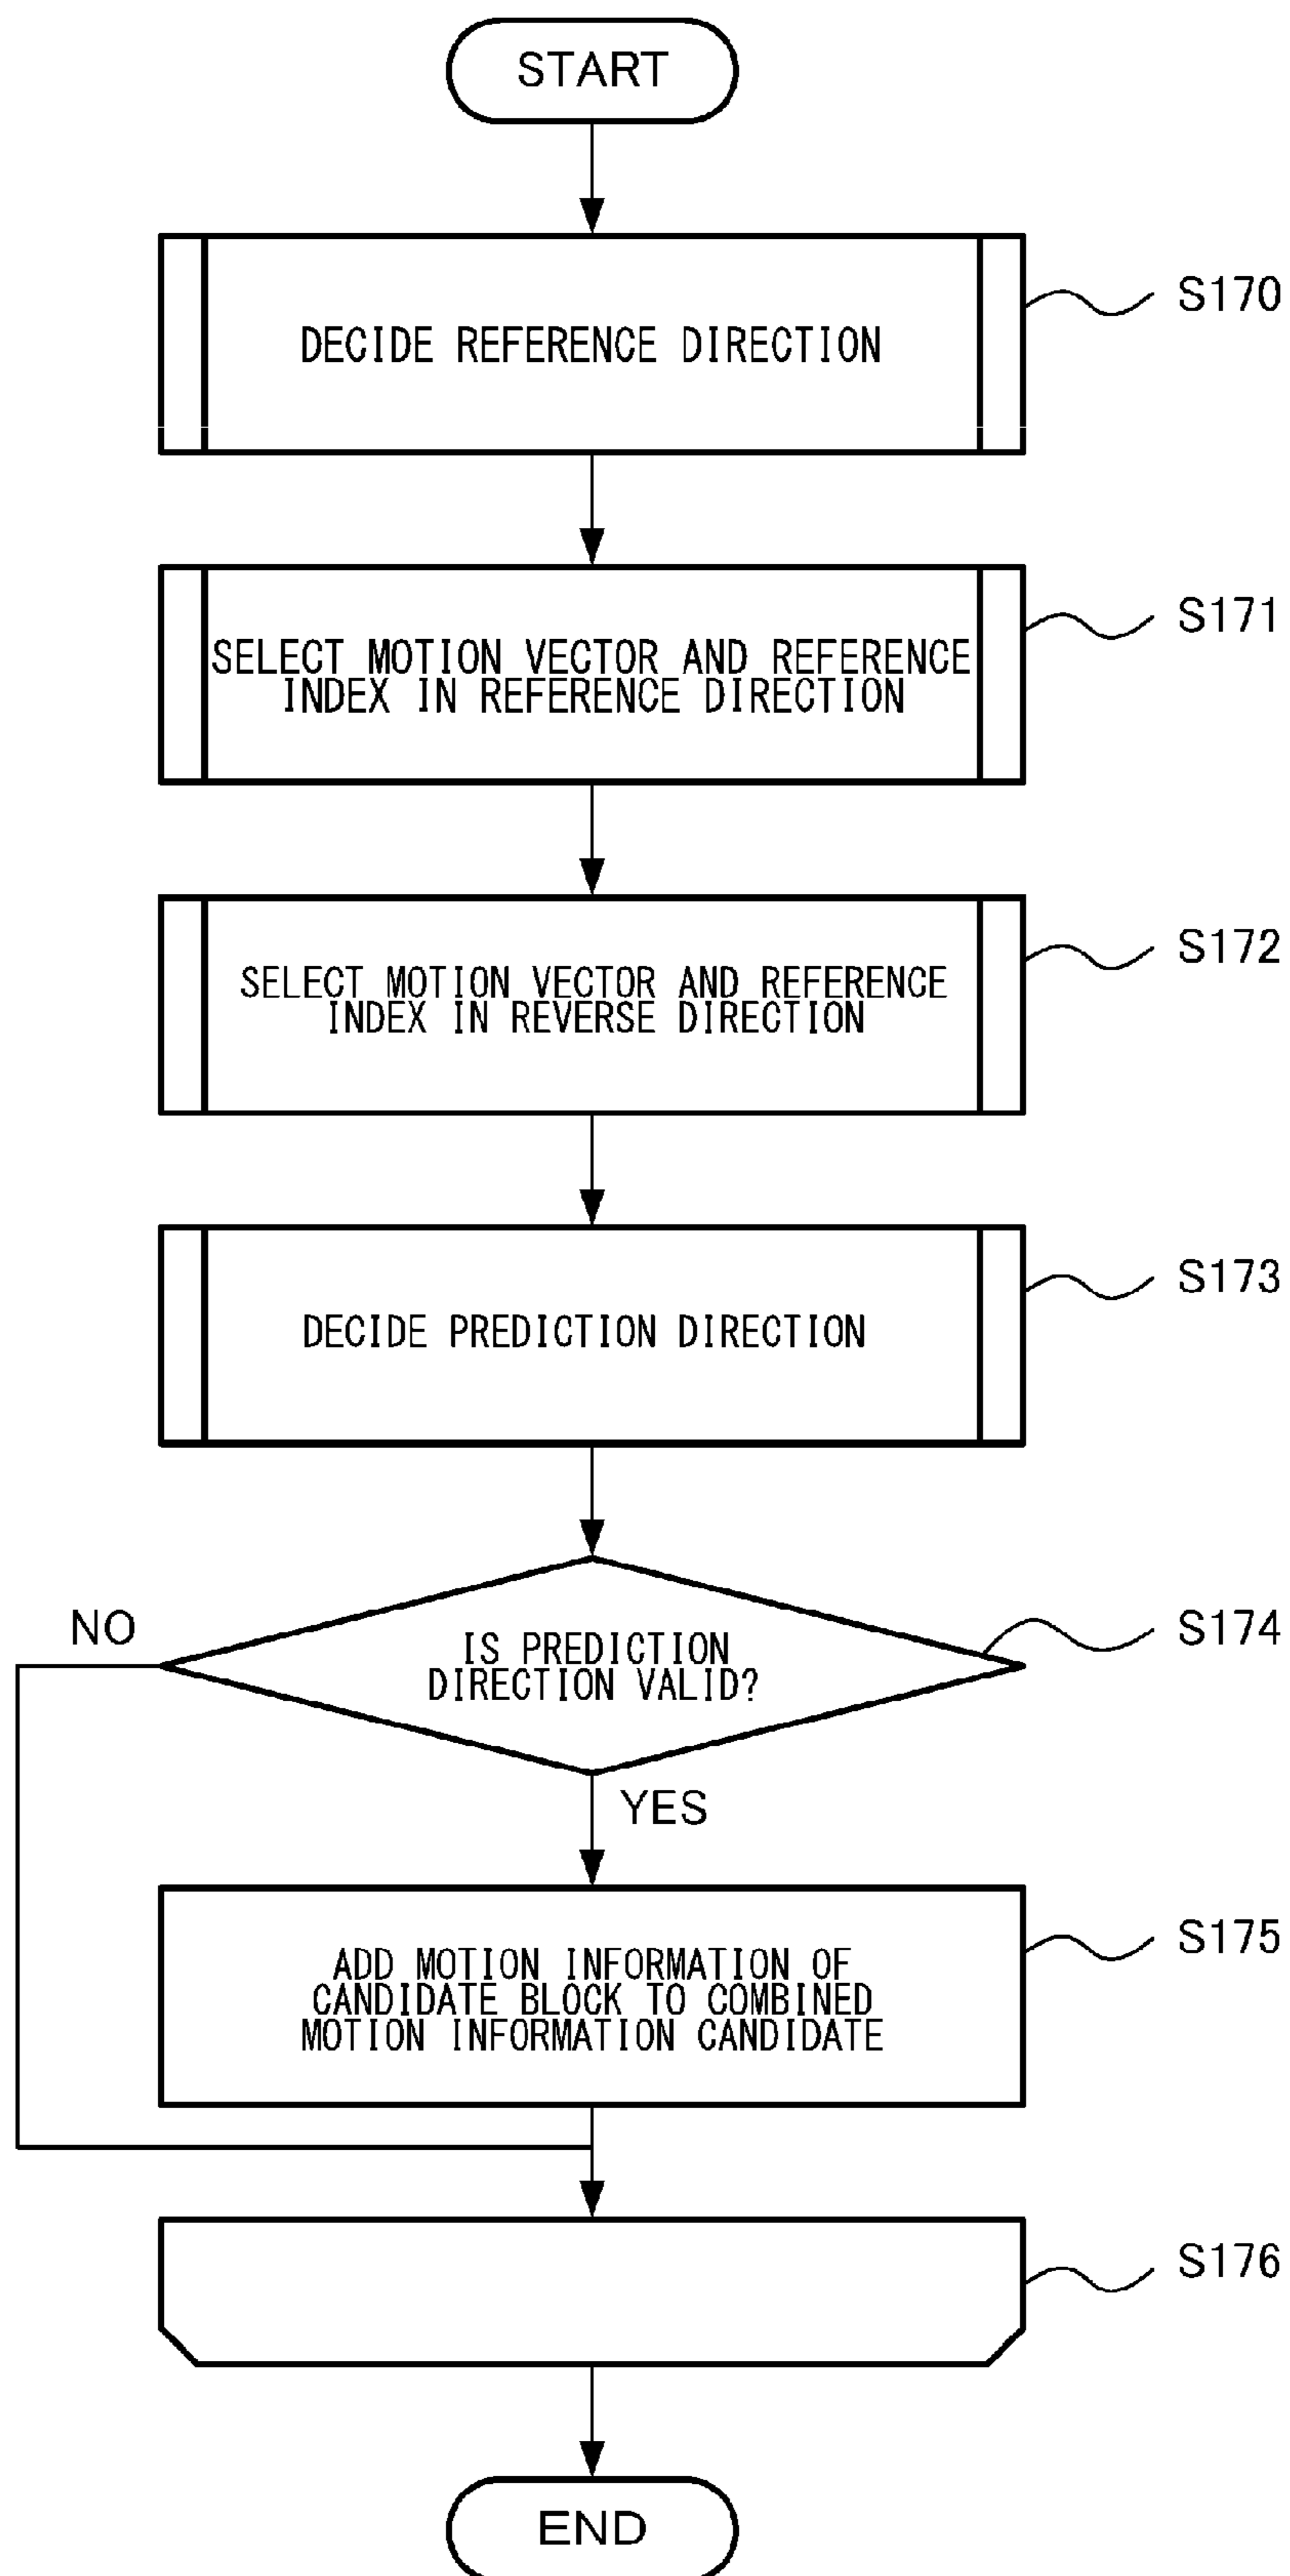 START
DECIDE REFERENCE DIRECTION
S170
SELECT MOTION VECTOR AND REFERENCE
INDEX IN REFERENCE DIRECTION
S171
SELECT MOTION VECTOR AND REFERENCE
INDEX IN REVERSE DIRECTION
S172
DECIDE PREDICTION DIRECTION
S173
NO
IS PREDICTION
DIRECTION VALID?
S174
YES
ADD MOTION INFORMATION OF
CANDIDATE BLOCK TO COMBINED
MOTION INFORMATION CANDIDATE
S175
S176
END